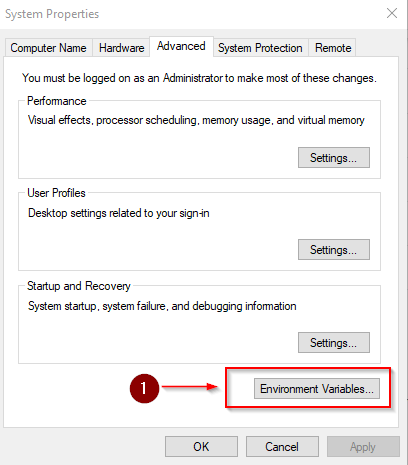 System Properties
Computer Name Hardware Advanced System Protection Remote
You must be logged on as an Administrator to make most of these changes.
Performance
Visual effects, processor scheduling, memory usage, and virtual memory
Settings...
User Profiles
Desktop settings related to your sign-in
Settings...
Startup and Recovery
System startup, system failure, and debugging information
Settings...
1 Environment Variables...
OK Cancel Apply